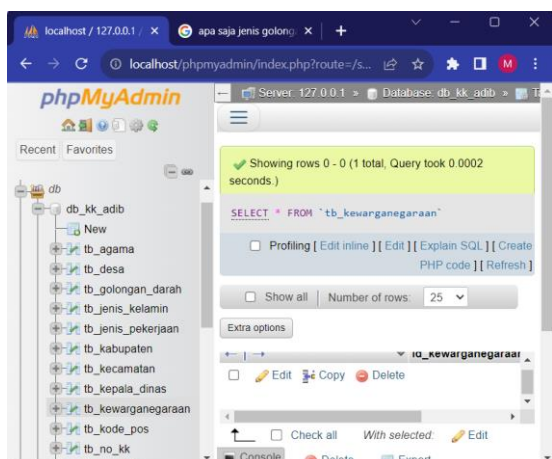 localhost / 127.0.0.1 /
apa saja jenis golong
localhost/phpmyadmin/index.php?route=/s...
M
phpMyAdmin
Recent Favorites
db
db_kk_adib
New
tb_agama
tb_desa
tb_golongan_darah
tb_jenis_kelamin
tb_jenis_pekerjaan
tb_kabupaten
tb_kecamatan
tb_kepala_dinas
tb_kewarganegaraan
tb_kode_pos
tb_no_kk
Server: 127.0.0.1 » Database: db_kk_adib »
Showing rows 0 - 0 (1 total, Query took 0.0002
seconds.)
SELECT * FROM `tb_kewarganegaraan`
Profiling [ Edit inline ] [ Edit ] [ Explain SQL ] [ Create
PHP code ] [ Refresh ]
Show all | Number of rows: 25
Extra options
id_kewarganegaraan
Edit Copy Delete
Check all With selected: Edit
Console Delete Export